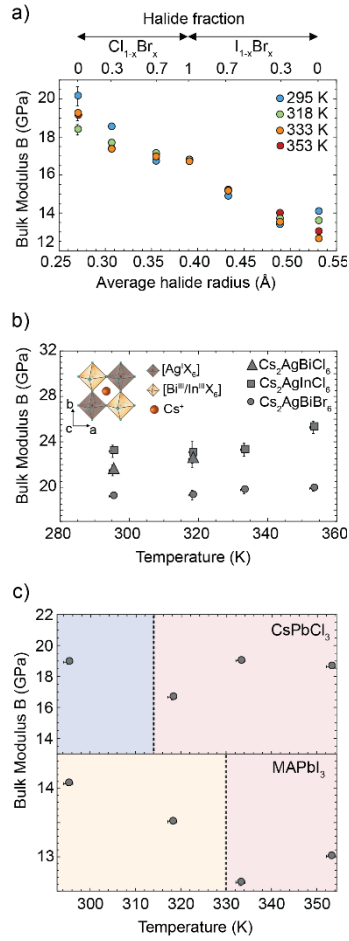 a)
Halide fraction
Cl1-xBrx I1-xBrx
0 0.3 0.7 1 0.7 0.3 0
20
18
16
14
12
Bulk Modulus B (GPa)
295 K
318 K
333 K
353 K
0.25 0.30 0.35 0.40 0.45 0.50 0.55
Average halide radius (Å)
b)
32
28
24
20
Bulk Modulus B (GPa)
b
c a
[AgIX6]
[BiIII/InIIIX6]
Cs+
Cs2AgBiCl6
Cs2AgInCl6
Cs2AgBiBr6
280 290 300 310 320 330 340 350 360
Temperature (K)
c)
22
20
18
16
14
CsPbCl3
Bulk Modulus B (GPa)
14
13
MAPbI3
300 310 320 330 340 350
Temperature (K)